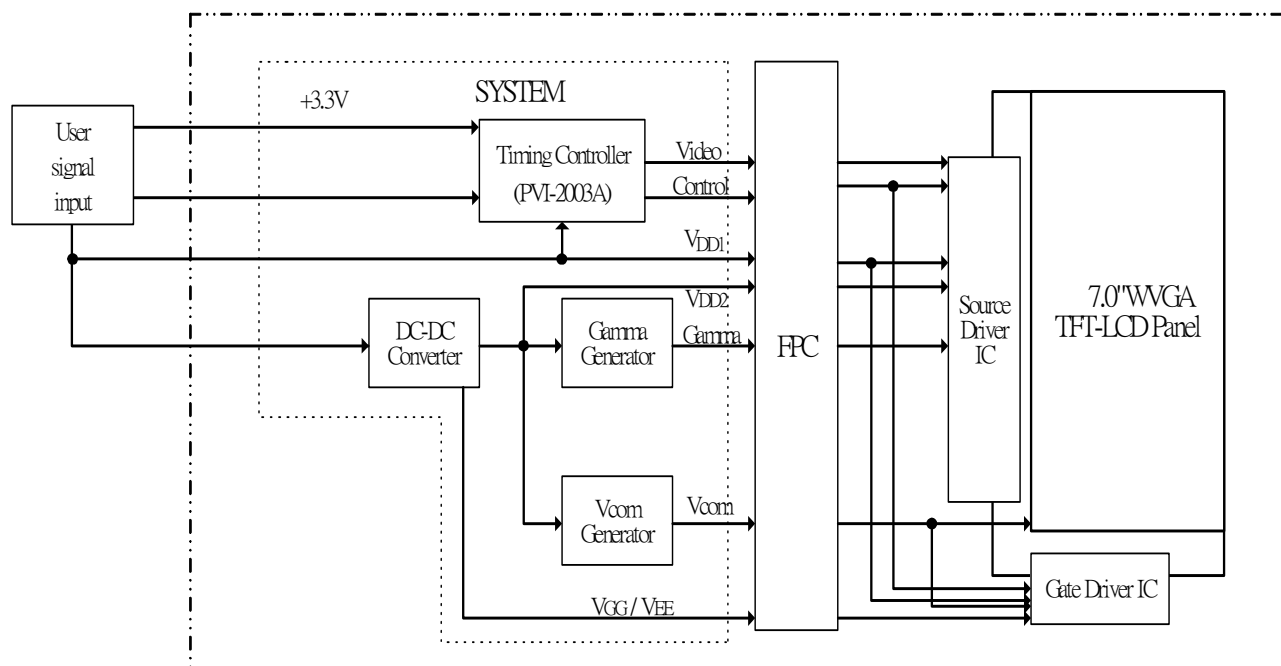 +3.3V
SYSTEM
User
signal
input
Timing Controller
(PVI-2003A)
Video
Control
VDD1
VDD2
DC-DC
Converter
Gamma
Generator
Gamma
FPC
Source
Driver
IC
7.0"WVGA
TFT-LCD Panel
Vcom
Generator
Vcom
VGG / VEE
Gate Driver IC